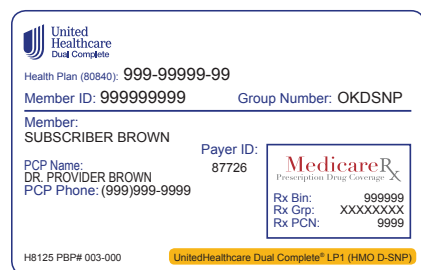 United
Healthcare
Dual Complete
Health Plan (80840): 999-99999-99
Member ID: 999999999 Group Number: OKDSNP
Member:
SUBSCRIBER BROWN
Payer ID:
87726
PCP Name:
DR. PROVIDER BROWN
PCP Phone: (999)999-9999
MedicareRx
Prescription Drug Coverage
Rx Bin: 999999
Rx Grp: XXXXXXXX
Rx PCN: 9999
H8125 PBP# 003-000 UnitedHealthcare Dual Complete® LP1 (HMO D-SNP)